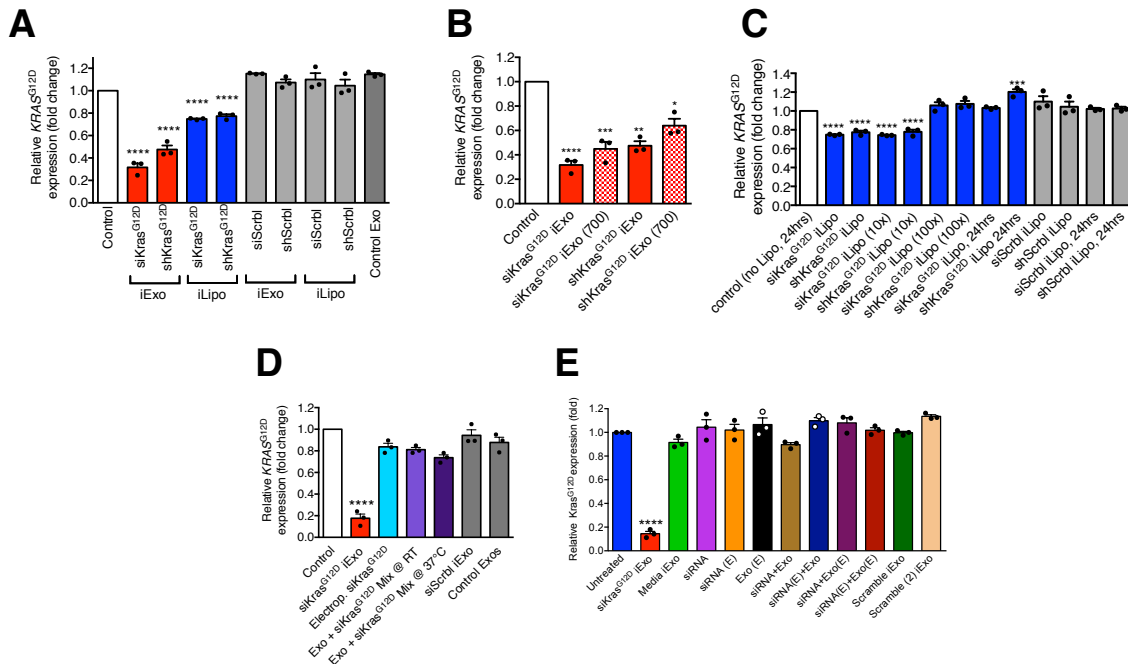 A
Relative KRASG12D
expression (fold change)
1.4
1.2
1.0
0.8
0.6
0.4
0.2
0.0
****
****
****
****
Control
siKrasG12D
shKrasG12D
siKrasG12D
shKrasG12D
siScrbl
shScrbl
siScrbl
shScrbl
Control Exo
iExo
iLipo
iExo
iLipo
B
Relative KRASG12D
expression (fold change)
1.2
1.0
0.8
0.6
0.4
0.2
0.0
****
***
**
*
Control
siKrasG12D iExo
siKrasG12D iExo (700)
shKrasG12D iExo
shKrasG12D iExo (700)
C
Relative KRASG12D
expression (fold change)
1.4
1.2
1.0
0.8
0.6
0.4
0.2
0.0
****
****
****
****
***
control (no Lipo, 24hrs)
siKrasG12D iLipo
shKrasG12D iLipo
siKrasG12D iLipo (10x)
shKrasG12D iLipo (10x)
siKrasG12D iLipo (100x)
shKrasG12D iLipo (100x)
siKrasG12D iLipo, 24hrs
shKrasG12D iLipo 24hrs
siScrbl iLipo
shScrbl iLipo
siScrbl iLipo, 24hrs
shScrbl iLipo, 24hrs
D
Relative KRASG12D
expression (fold change)
1.2
1.0
0.8
0.6
0.4
0.2
0.0
****
Control
siKrasG12D iExo
Electrop. siKrasG12D
Exo + siKrasG12D Mix @ RT
Exo + siKrasG12D Mix @ 37°C
siScrbl iExo
Control Exos
E
Relative KrasG12D expression (fold)
1.2
1.0
0.8
0.6
0.4
0.2
0.0
****
Untreated
siKrasG12D iExo
Media iExo
siRNA
siRNA (E)
Exo (E)
siRNA+Exo
siRNA(E)+Exo
siRNA+Exo(E)
siRNA(E)+Exo(E)
Scramble iExo
Scramble (2) iExo